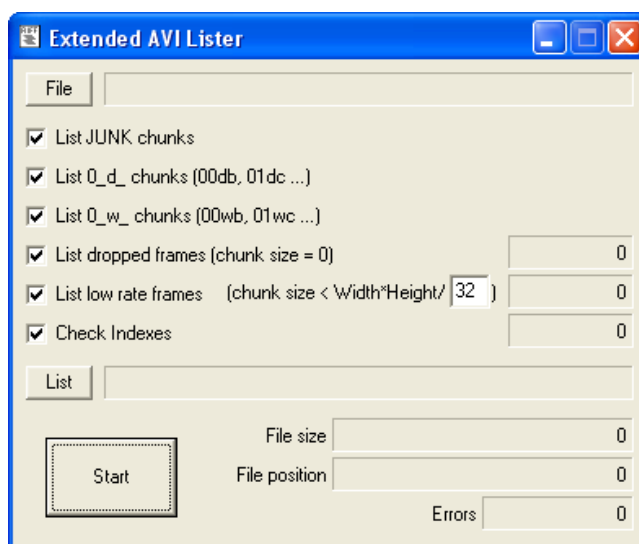 Extended AVI Lister
File
List JUNK chunks
List 0_d_ chunks (00db, 01dc ...)
List 0_w_ chunks (00wb, 01wc ...)
List dropped frames (chunk size = 0) 0
List low rate frames (chunk size < Width*Height/ 32 ) 0
Check Indexes 0
List
File size 0
Start File position 0
Errors 0